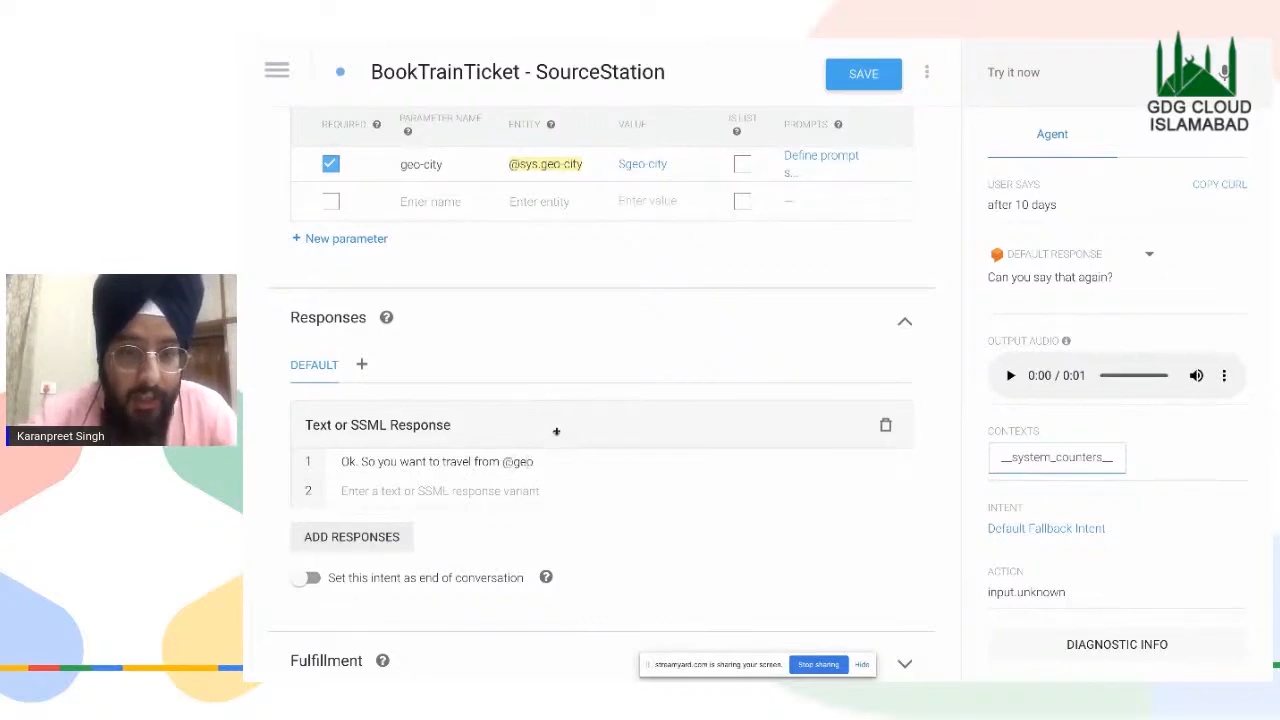 BookTrainTicket - SourceStation
SAVE
Try it now
GDG CLOUD
ISLAMABAD
REQUIRED
PARAMETER NAME
ENTITY
VALUE
IS LIST
PROMPTS
geo-city
@sys.geo-city
$geo-city
Define prompt
s...
Enter name
Enter entity
Enter value
—
+ New parameter
Responses
DEFAULT
Text or SSML Response
1 Ok. So you want to travel from @gep
2 Enter a text or SSML response variant
ADD RESPONSES
Set this intent as end of conversation
Fulfillment
Agent
USER SAYS
COPY CURL
after 10 days
DEFAULT RESPONSE
Can you say that again?
OUTPUT AUDIO
0:00 / 0:01
CONTEXTS
__system_counters__
INTENT
Default Fallback Intent
ACTION
input.unknown
DIAGNOSTIC INFO
Karanpreet Singh
streamyard.com is sharing your screen.
Stop sharing
Hide